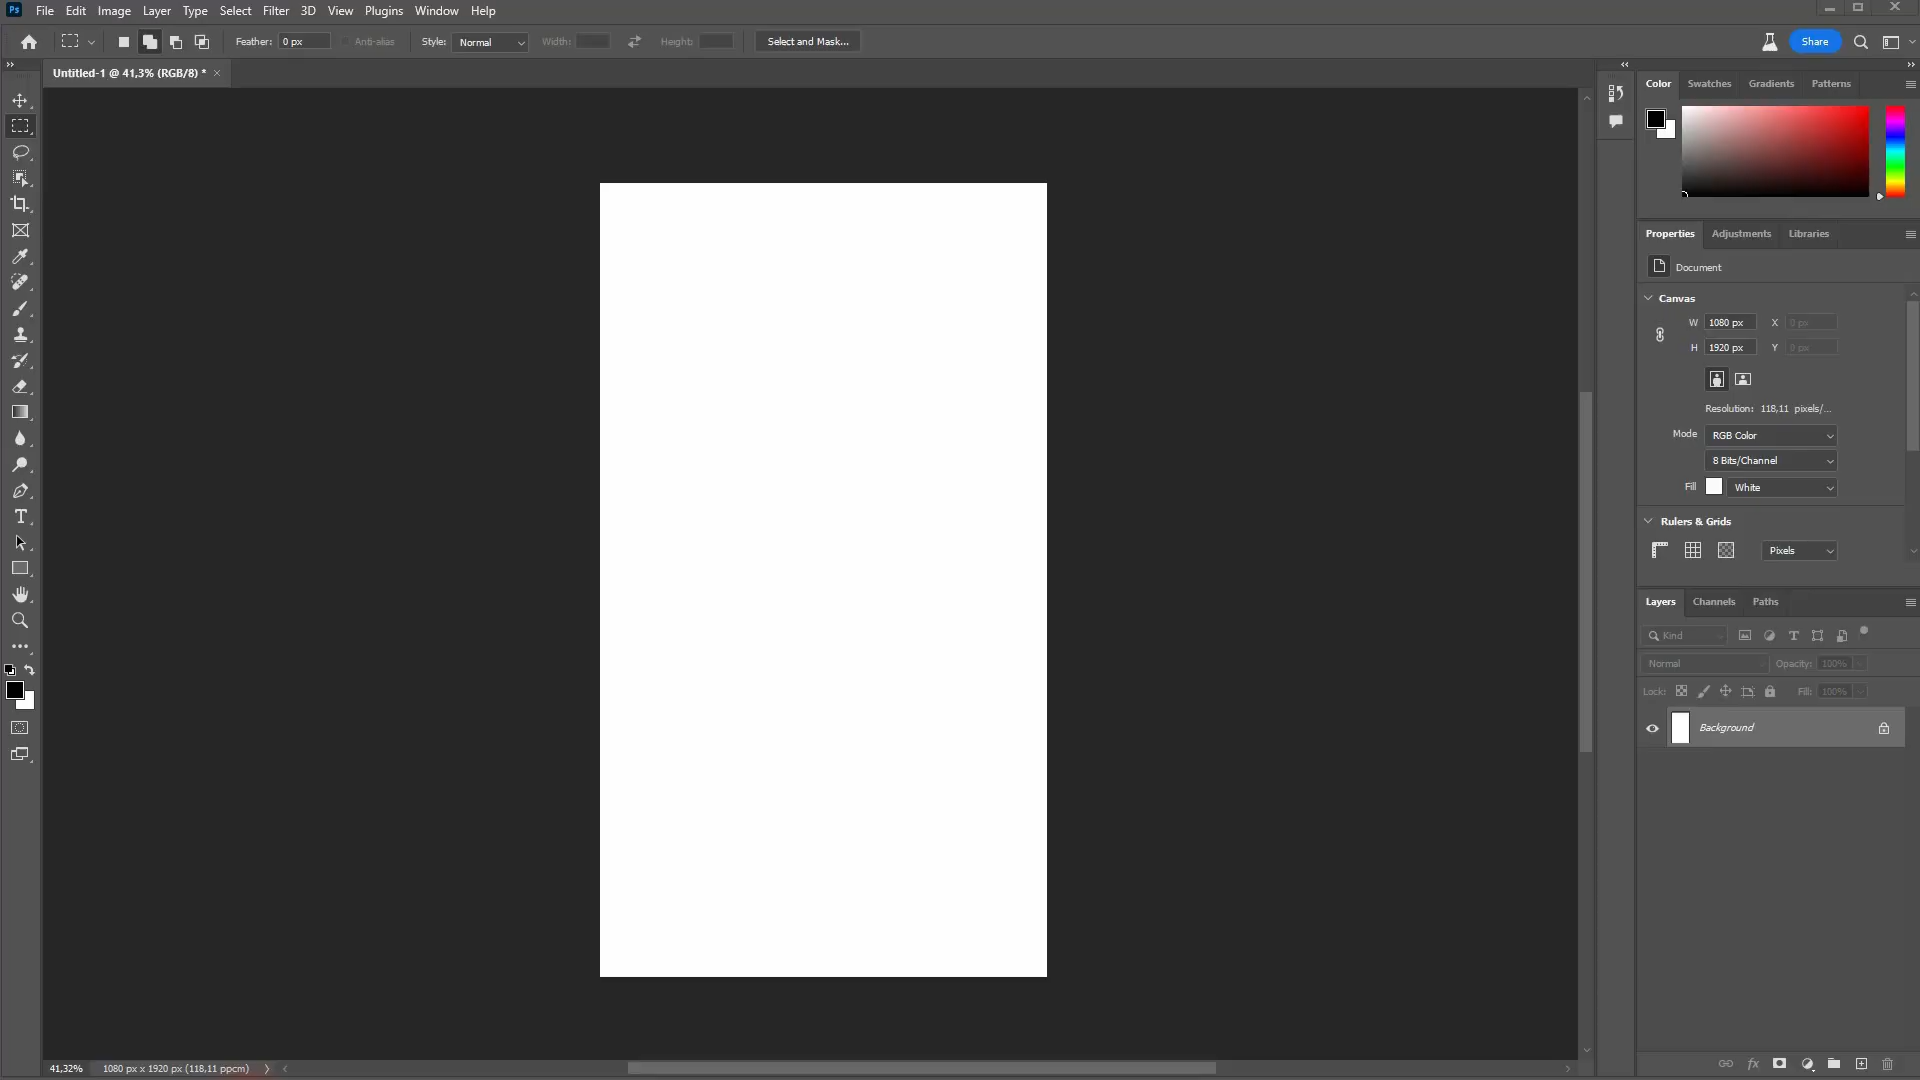 Ps File Edit Image Layer Type Select Filter 3D View Plugins Window Help
Feather: 0 px Anti-alias Style: Normal Width: Height: Select and Mask... Share
Untitled-1 @ 41,3% (RGB/8) * ×
Color Swatches Gradients Patterns
Properties Adjustments Libraries
Document
Canvas
W 1080 px X 0 px
H 1920 px Y 0 px
Resolution: 118,11 pixels/...
Mode RGB Color
8 Bits/Channel
Fill White
Rulers & Grids
Pixels
Layers Channels Paths
Kind
Normal Opacity: 100%
Lock: Fill: 100%
Background
fx
41,32% 1080 px x 1920 px (118,11 ppcm)